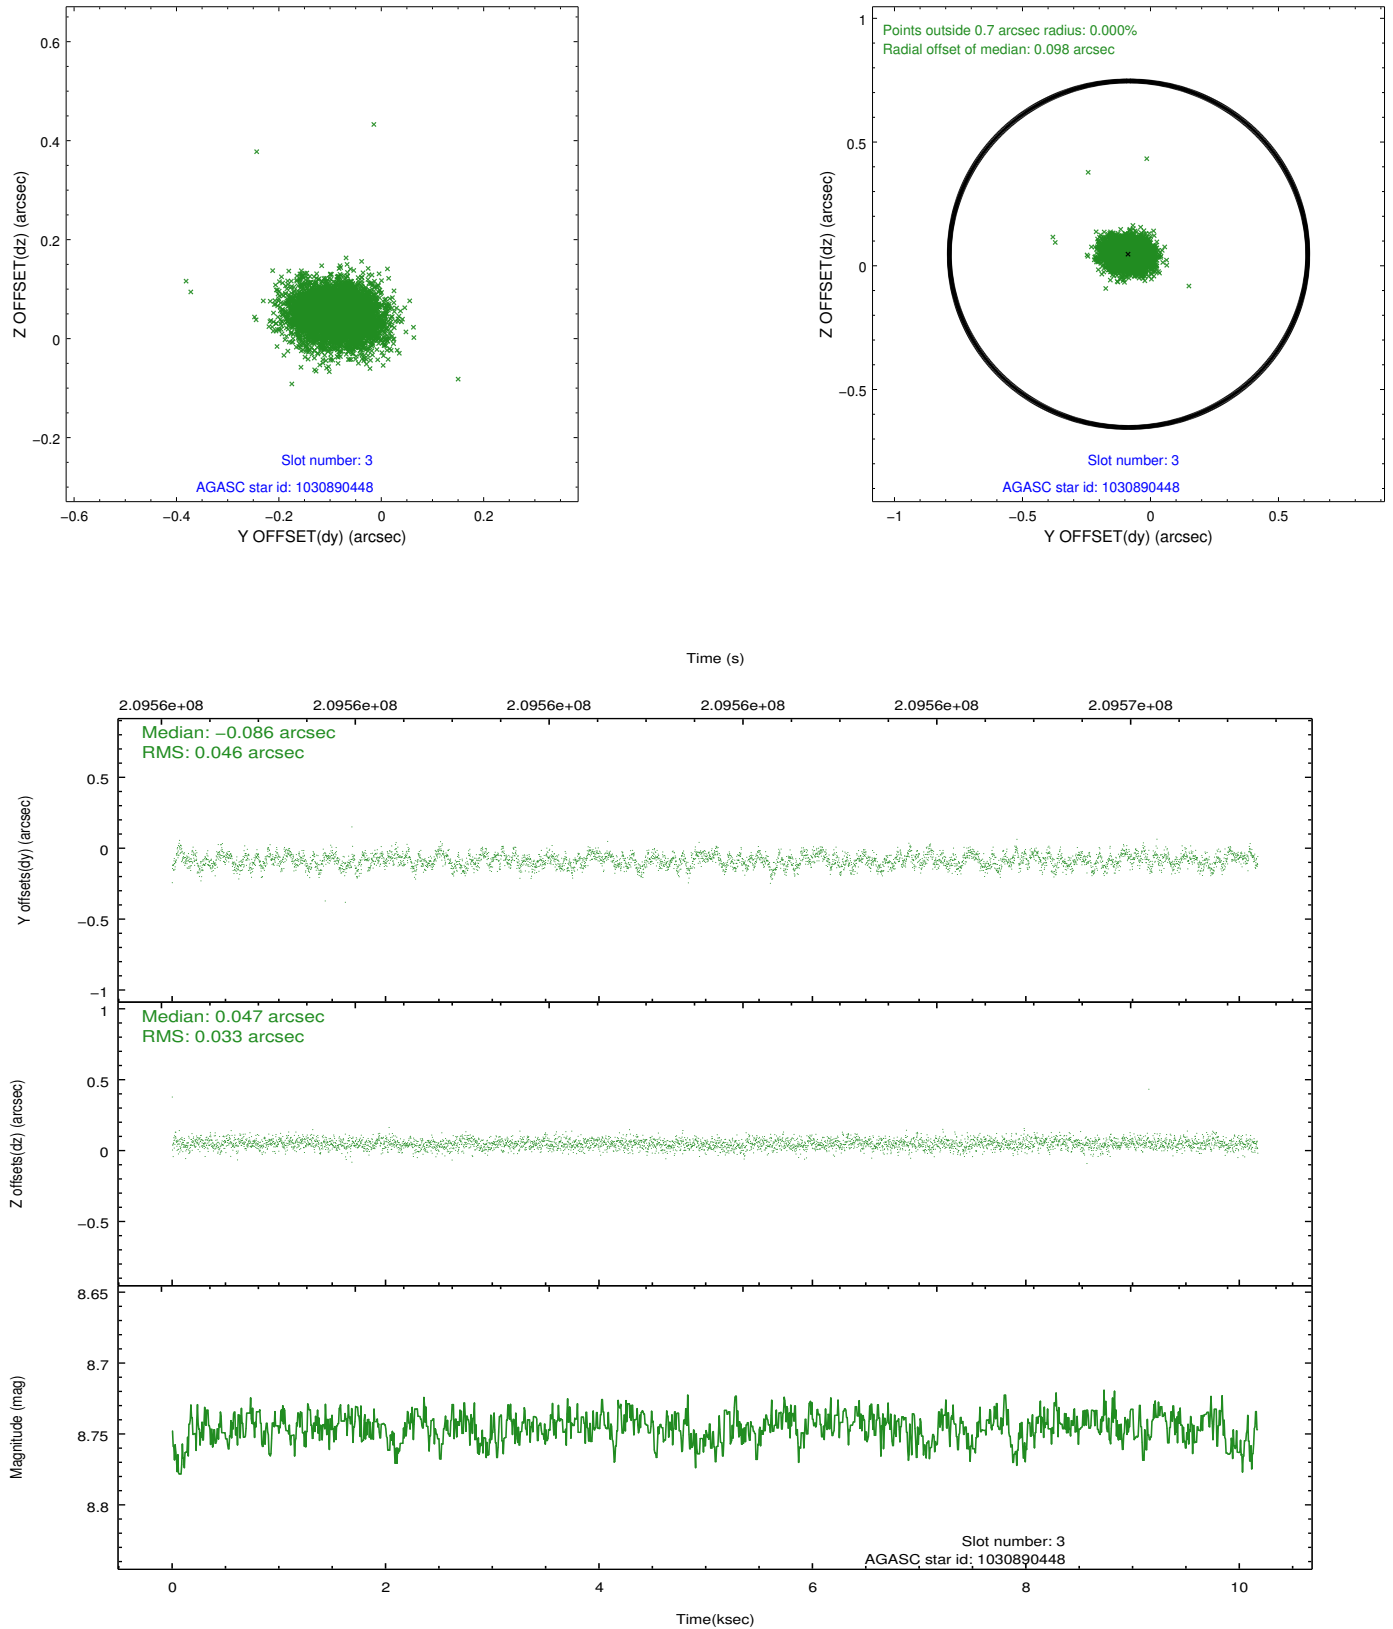 0.6
0.4
0.2
0
−0.2
Z OFFSET(dz) (arcsec)
Slot number: 3
AGASC star id: 1030890448
−0.6
−0.4
−0.2
0
0.2
Y OFFSET(dy) (arcsec)
Points outside 0.7 arcsec radius: 0.000%
Radial offset of median: 0.098 arcsec
1
0.5
0
−0.5
Z OFFSET(dz) (arcsec)
Slot number: 3
AGASC star id: 1030890448
−1
−0.5
0
0.5
Y OFFSET(dy) (arcsec)
Time (s)
2.0956e+08
2.0956e+08
2.0956e+08
2.0956e+08
2.0956e+08
2.0957e+08
Median: −0.086 arcsec
RMS: 0.046 arcsec
0.5
0
−0.5
−1
Y offsets(dy) (arcsec)
Median: 0.047 arcsec
RMS: 0.033 arcsec
1
0.5
0
−0.5
Z offsets(dz) (arcsec)
8.65
8.7
8.75
8.8
Magnitude (mag)
Slot number: 3
AGASC star id: 1030890448
0
2
4
6
8
10
Time(ksec)